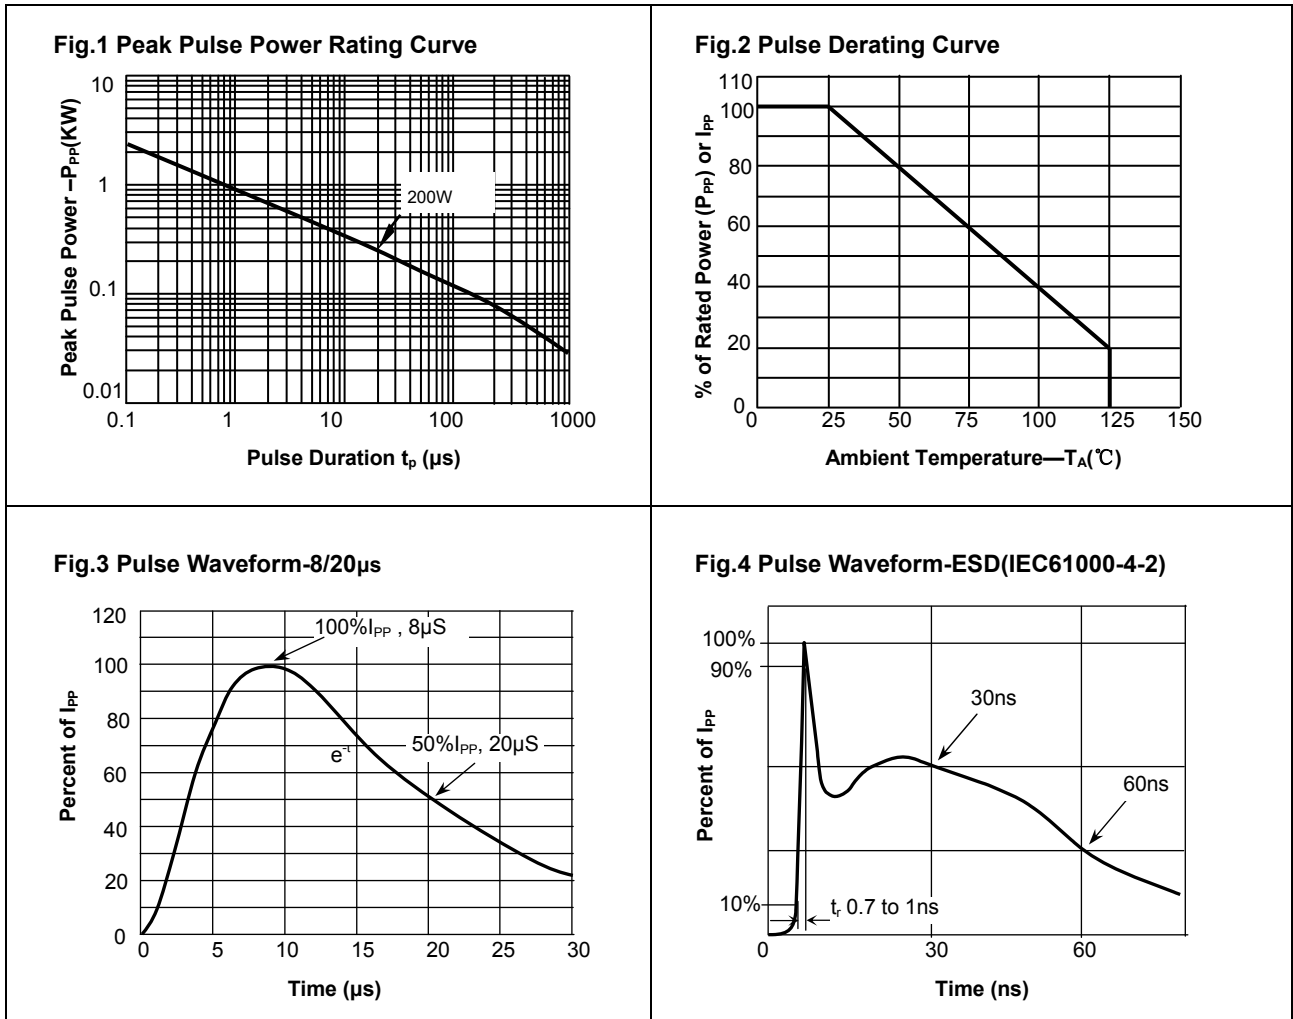 Fig.1 Peak Pulse Power Rating Curve
Peak Pulse Power –PPP(KW)
10
1
0.1
0.01
200W
0.1 1 10 100 1000
Pulse Duration tp (µs)
Fig.2 Pulse Derating Curve
% of Rated Power (PPP) or IPP
110
100
80
60
40
20
0
0 25 50 75 100 125 150
Ambient Temperature—TA(℃)
Fig.3 Pulse Waveform-8/20µs
Percent of IPP
120
100
80
60
40
20
0
100%IPP , 8µS
e-t
50%IPP, 20µS
0 5 10 15 20 25 30
Time (µs)
Fig.4 Pulse Waveform-ESD(IEC61000-4-2)
Percent of IPP
100%
90%
10%
30ns
60ns
tr 0.7 to 1ns
0 30 60
Time (ns)